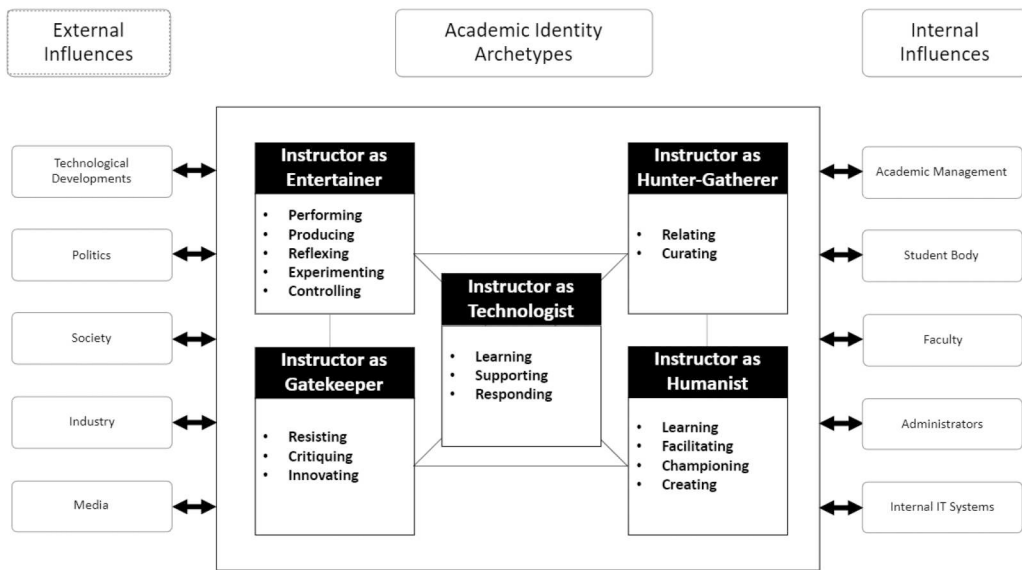 External
Influences
Academic Identity
Archetypes
Internal
Influences
Technological
Developments
Politics
Society
Industry
Media
Instructor as
Entertainer
• Performing
• Producing
• Reflexing
• Experimenting
• Controlling
Instructor as
Gatekeeper
• Resisting
• Critiquing
• Innovating
Instructor as
Technologist
• Learning
• Supporting
• Responding
Instructor as
Hunter-Gatherer
• Relating
• Curating
Instructor as
Humanist
• Learning
• Facilitating
• Championing
• Creating
Academic Management
Student Body
Faculty
Administrators
Internal IT Systems